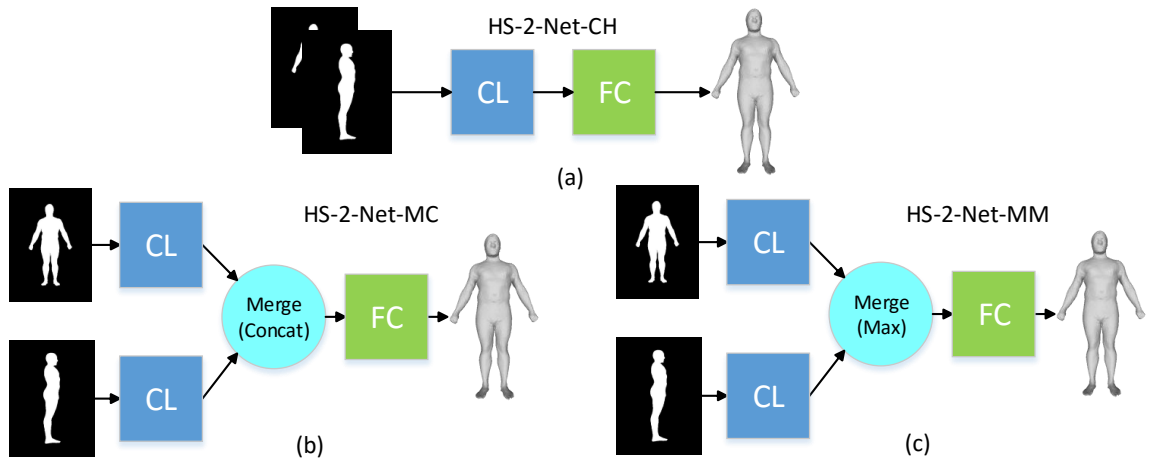 HS-2-Net-CH
CL
FC
(a)
HS-2-Net-MC
CL
Merge
(Concat)
FC
CL
(b)
HS-2-Net-MM
CL
Merge
(Max)
FC
CL
(c)